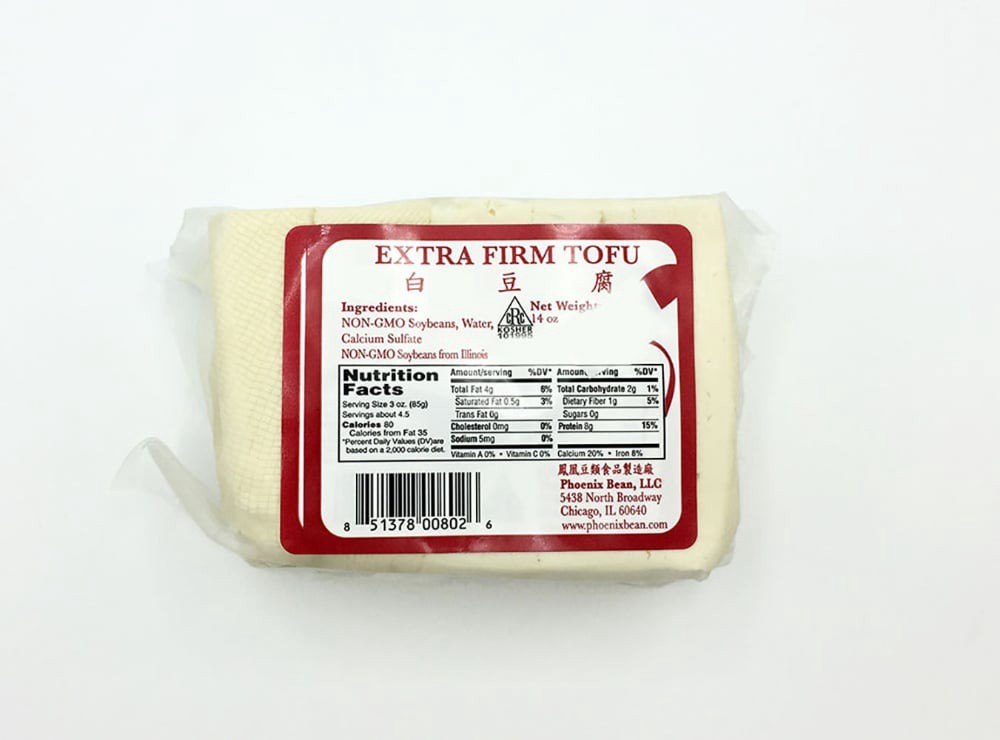 EXTRA FIRM TOFU
白 豆 腐
Ingredients:
NON-GMO Soybeans, Water,
Calcium Sulfate
NON-GMO Soybeans from Illinois
cRc
KOSHER
101995
Net Weight
14 oz
Nutrition
Facts
Serving Size 3 oz. (85g)
Servings about 4.5
Calories 80
Calories from Fat 35
*Percent Daily Values (DV)are
based on a 2,000 calorie diet.
Amount/serving %DV*
Total Fat 4g 6%
Saturated Fat 0.5g 3%
Trans Fat 0g
Cholesterol 0mg 0%
Sodium 5mg 0%
%DV*
Total Carbohydrate 2g 1%
Dietary Fiber 1g 5%
Sugars 0g
Protein 8g 15%
Vitamin A 0% • Vitamin C 0% • Calcium 20% • Iron 8%
8 51378 00802 6
鳳凰豆類食品製造廠
Phoenix Bean, LLC
5438 North Broadway
Chicago, IL 60640
www.phoenixbean.com